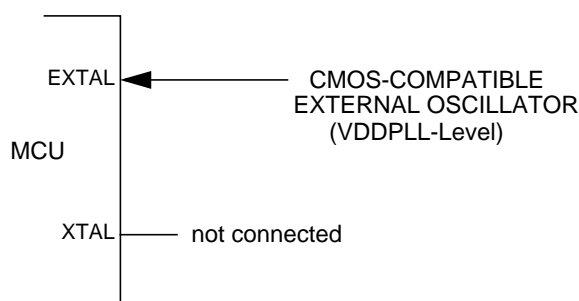 EXTAL
CMOS-COMPATIBLE
EXTERNAL OSCILLATOR
(VDDPLL-Level)
MCU
XTAL
not connected